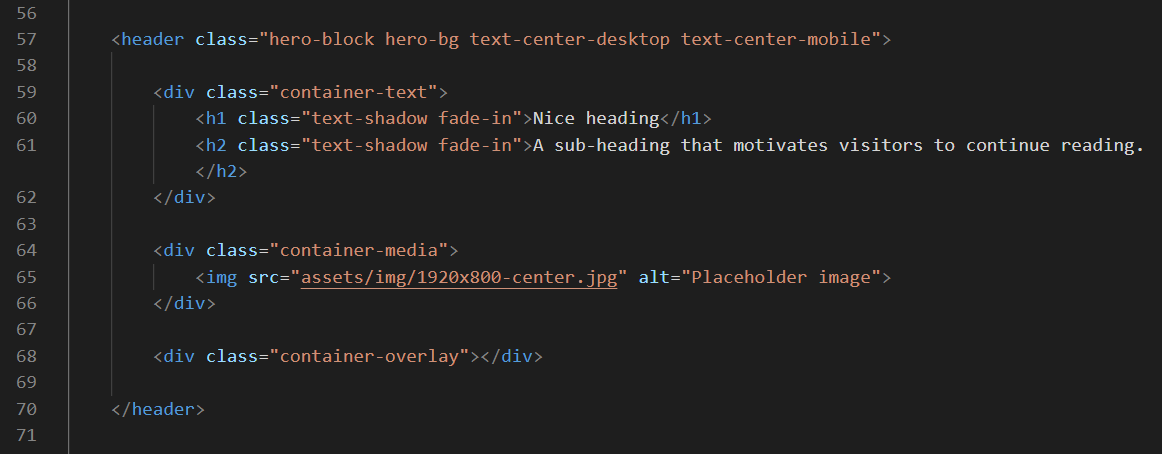 56
57 <header class="hero-block hero-bg text-center-desktop text-center-mobile">
58
59 <div class="container-text">
60 <h1 class="text-shadow fade-in">Nice heading</h1>
61 <h2 class="text-shadow fade-in">A sub-heading that motivates visitors to continue reading.
</h2>
62 </div>
63
64 <div class="container-media">
65 <img src="assets/img/1920x800-center.jpg" alt="Placeholder image">
66 </div>
67
68 <div class="container-overlay"></div>
69
70 </header>
71